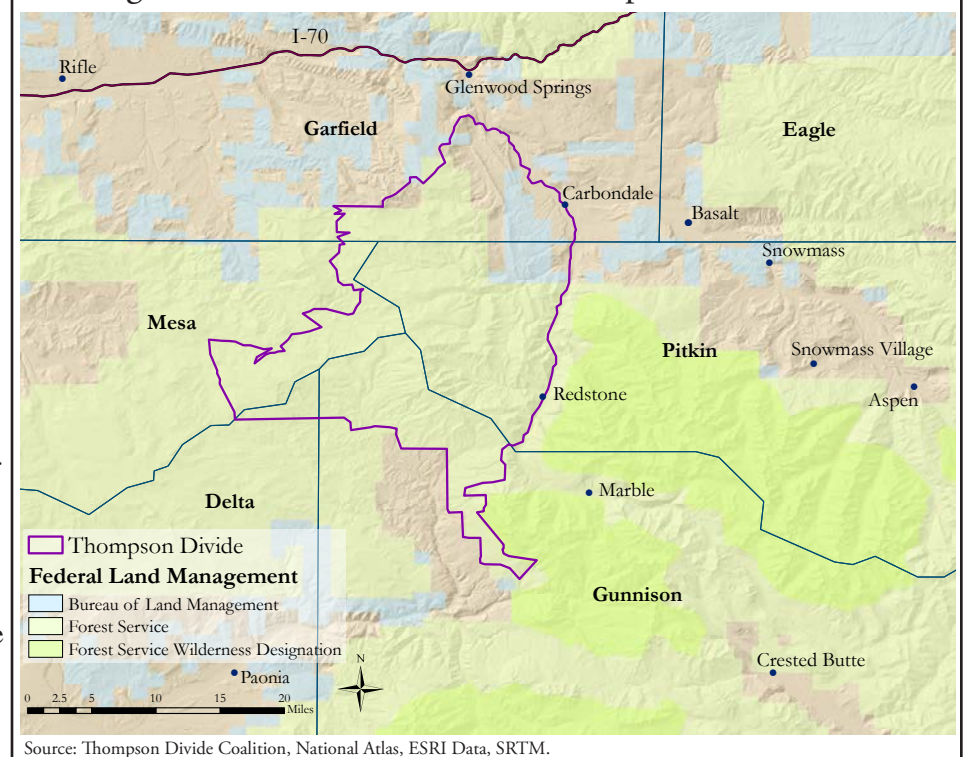 I-70
Rifle
Glenwood Springs
Garfield
Eagle
Carbondale
Basalt
Snowmass
Mesa
Pitkin
Snowmass Village
Aspen
Redstone
Marble
Delta
Thompson Divide
Federal Land Management
Bureau of Land Management
Forest Service
Forest Service Wilderness Designation
Gunnison
Crested Butte
Paonia
N
0 2.5 5 10 15 20
Miles
Source: Thompson Divide Coalition, National Atlas, ESRI Data, SRTM.